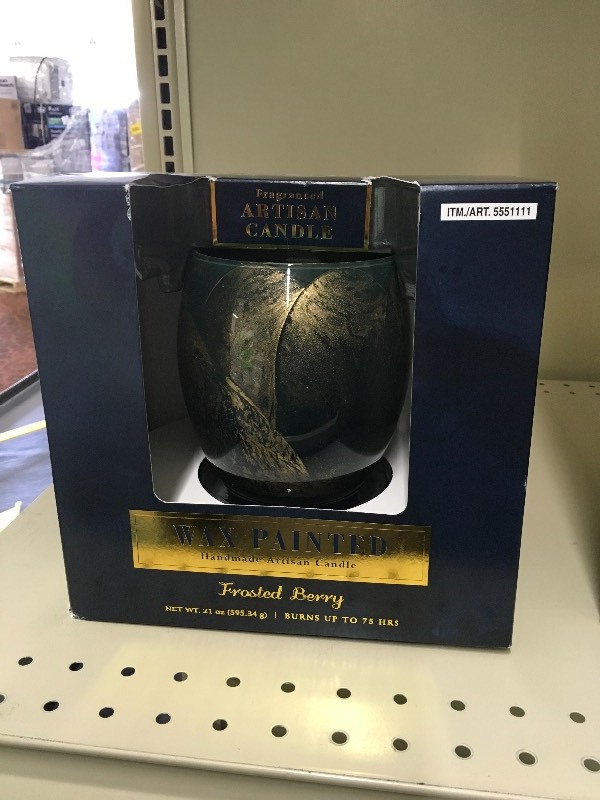 Fragranced
ARTISAN
CANDLE
ITM./ART. 5551111
WAX PAINTED
Handmade Artisan Candle
Frosted Berry
NET WT. 21 oz (595.34 g) | BURNS UP TO 75 HRS